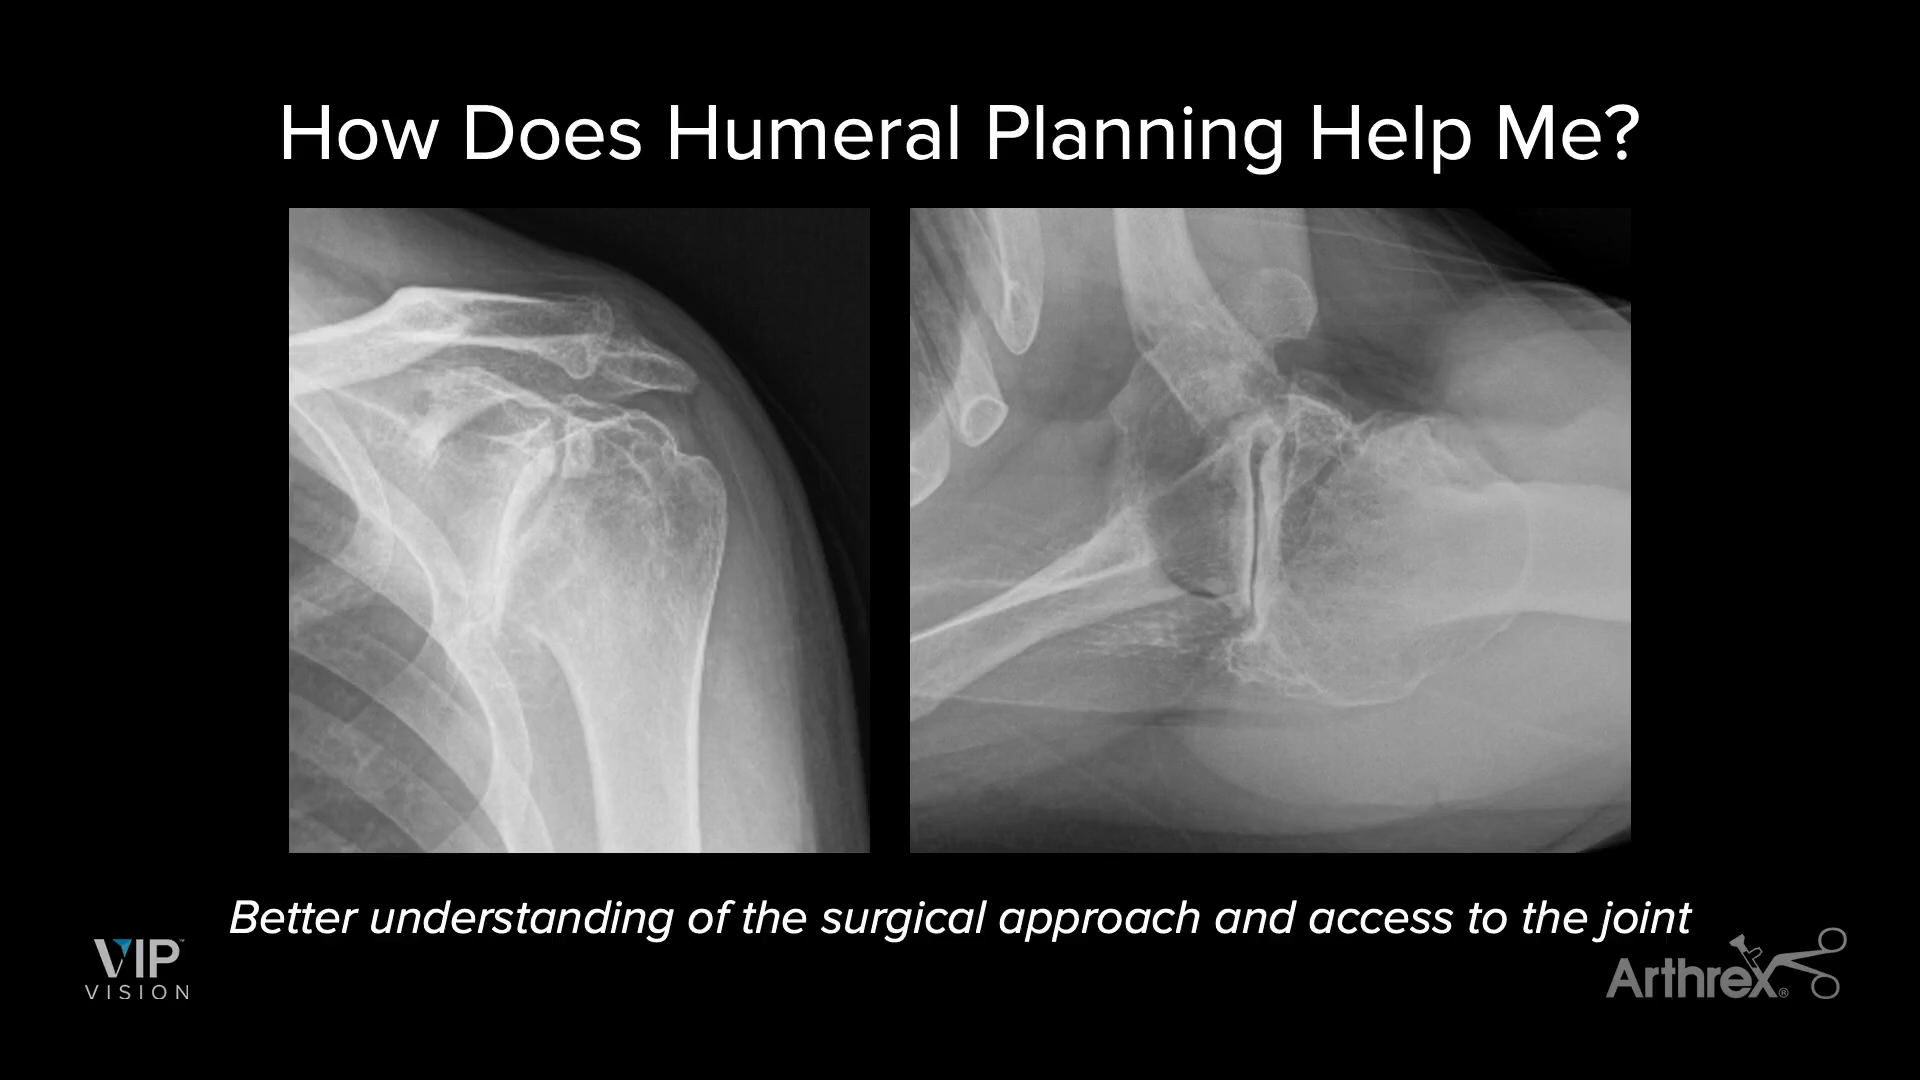 How Does Humeral Planning Help Me?
Better understanding of the surgical approach and access to the joint
VIP™
VISION
Arthrex®